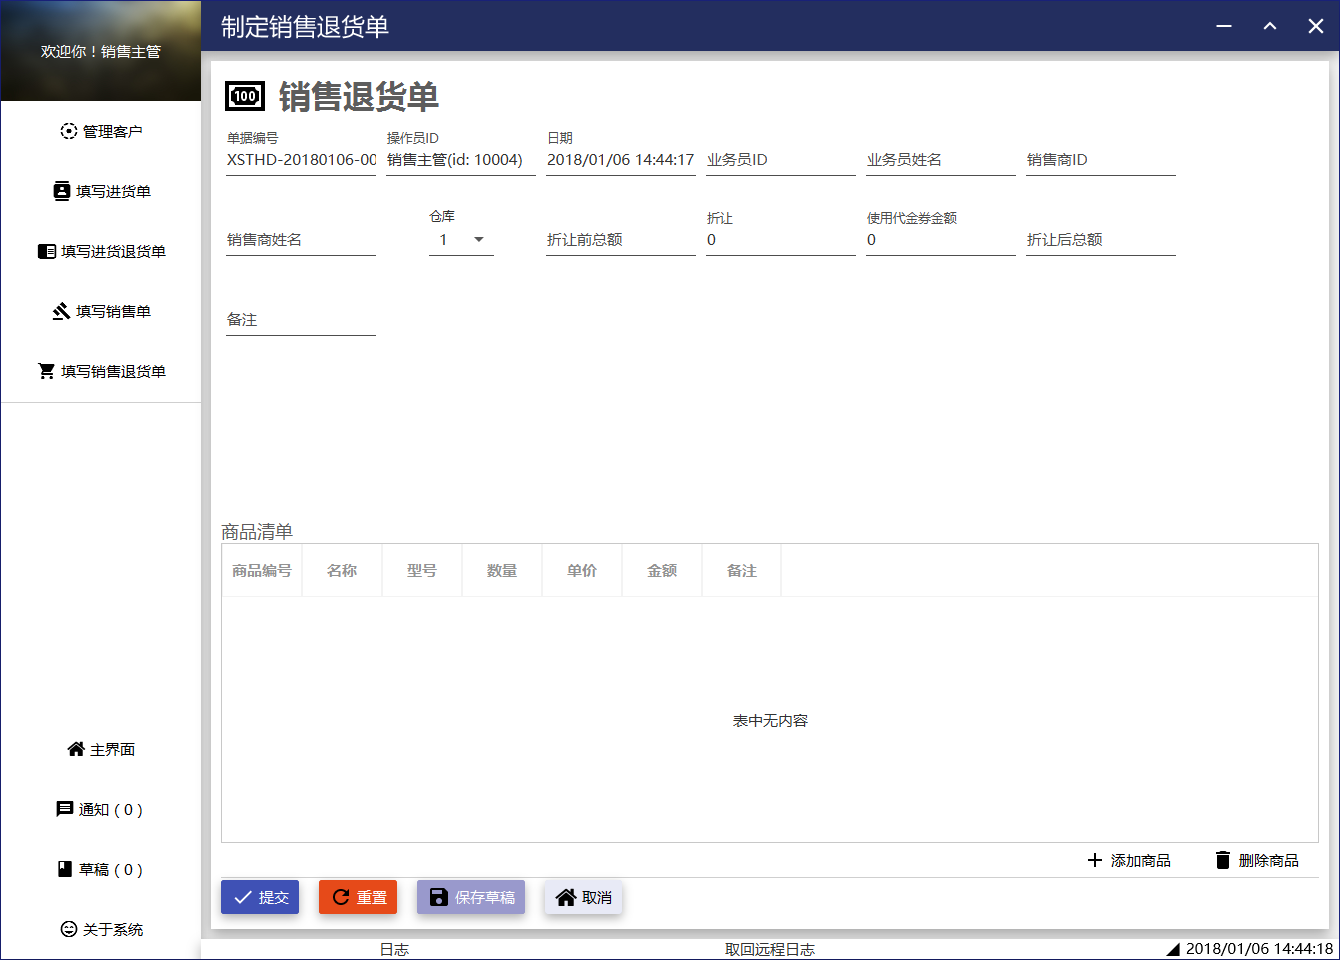 制定销售退货单
欢迎你！销售主管
管理客户
填写进货单
填写进货退货单
填写销售单
填写销售退货单
主界面
通知 ( 0 )
草稿 ( 0 )
关于系统
100 销售退货单
单据编号 操作员ID 日期
XSTHD-20180106-00 销售主管(id: 10004) 2018/01/06 14:44:17 业务员ID 业务员姓名 销售商ID
仓库 折让 使用代金券金额
销售商姓名 1 折让前总额 0 0 折让后总额
备注
商品清单
商品编号 名称 型号 数量 单价 金额 备注
表中无内容
添加商品 删除商品
提交 重置 保存草稿 取消
日志 取回远程日志 2018/01/06 14:44:18